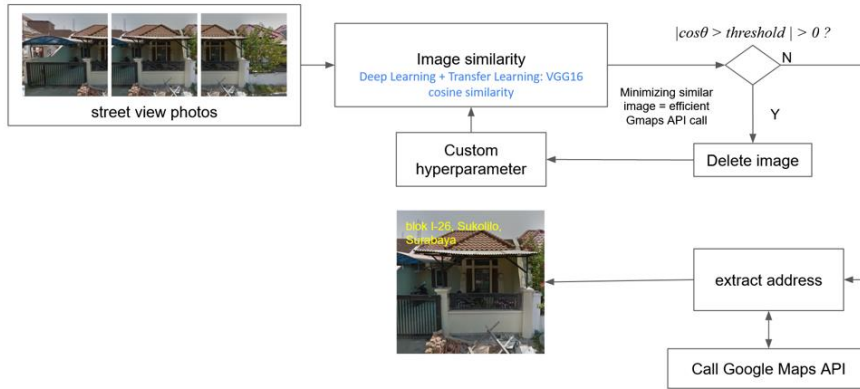 street view photos
Image similarity
Deep Learning + Transfer Learning: VGG16
cosine similarity
|cosθ > threshold | > 0 ?
N
Minimizing similar
image = efficient
Gmaps API call
Y
Custom
hyperparameter
Delete image
blok I-26, Sukolilo,
Surabaya
extract address
Call Google Maps API